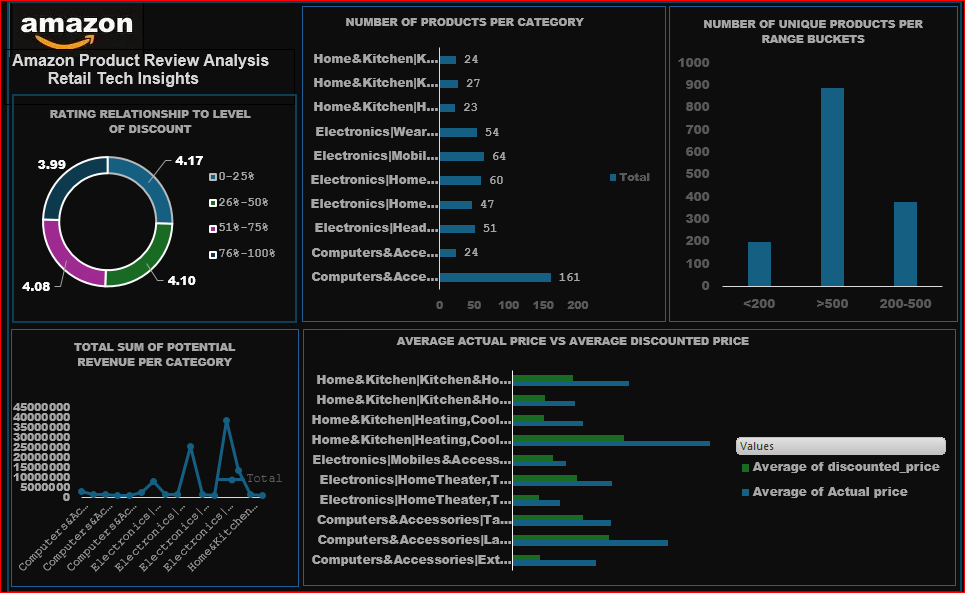 amazon
Amazon Product Review Analysis
Retail Tech Insights
RATING RELATIONSHIP TO LEVEL
OF DISCOUNT
3.99
4.17
4.08
4.10
0-25%
26%-50%
51%-75%
76%-100%
NUMBER OF PRODUCTS PER CATEGORY
Home&Kitchen|K... 24
Home&Kitchen|K... 27
Home&Kitchen|H... 23
Electronics|Wear... 54
Electronics|Mobil... 64
Electronics|Home... 60
Electronics|Home... 47
Electronics|Head... 51
Computers&Acce... 24
Computers&Acce... 161
0 50 100 150 200
Total
NUMBER OF UNIQUE PRODUCTS PER
RANGE BUCKETS
1000
900
800
700
600
500
400
300
200
100
0
<200 >500 200-500
TOTAL SUM OF POTENTIAL
REVENUE PER CATEGORY
45000000
40000000
35000000
30000000
25000000
20000000
15000000
10000000
5000000
0
Total
Computers&Ac...
Computers&Ac...
Computers&Ac...
Electronics|...
Electronics|...
Electronics|...
Electronics|...
Home&Kitchen...
AVERAGE ACTUAL PRICE VS AVERAGE DISCOUNTED PRICE
Home&Kitchen|Kitchen&Ho...
Home&Kitchen|Kitchen&Ho...
Home&Kitchen|Heating,Cool...
Home&Kitchen|Heating,Cool...
Electronics|Mobiles&Access...
Electronics|HomeTheater,T...
Electronics|HomeTheater,T...
Computers&Accessories|Ta...
Computers&Accessories|La...
Computers&Accessories|Ext...
Values
Average of discounted_price
Average of Actual price